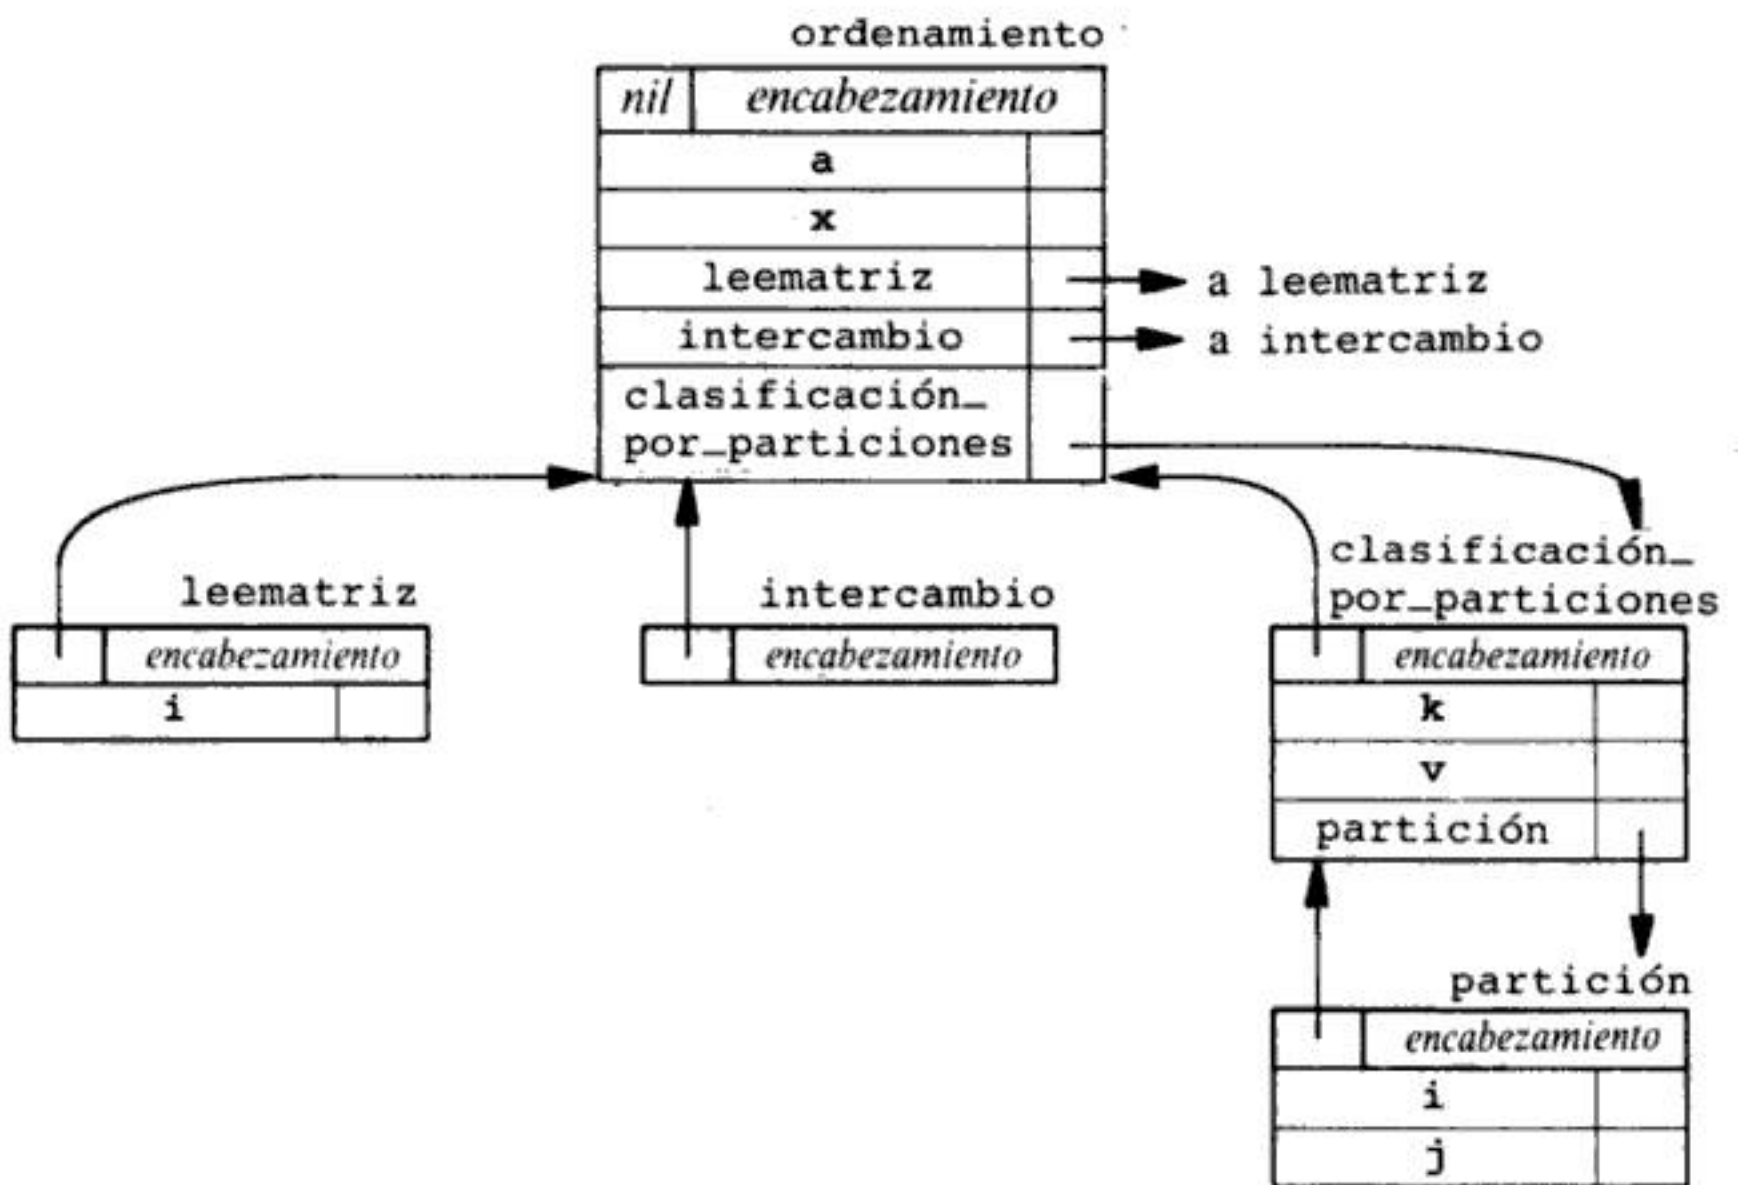 ordenamiento
nil encabezamiento
a
x
leematriz
a leematriz
intercambio
a intercambio
clasificación_
por_particiones
leematriz
encabezamiento
i
intercambio
encabezamiento
clasificación_
por_particiones
encabezamiento
k
v
partición
partición
encabezamiento
i
j